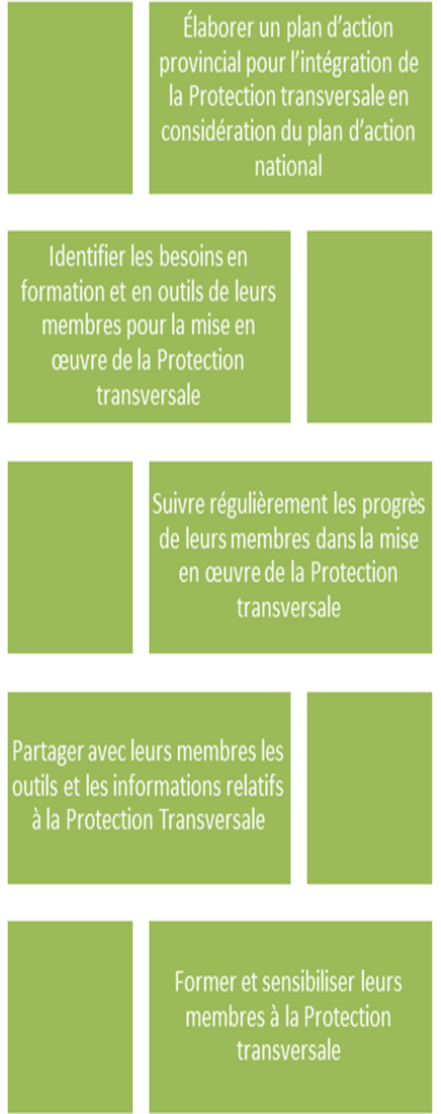 Élaborer un plan d'action
provincial pour l'intégration de
la Protection transversale en
considération du plan d'action
national
Identifier les besoins en
formation et en outils de leurs
membres pour la mise en
œuvre de la Protection
transversale
Suivre régulièrement les progrès
de leurs membres dans la mise
en œuvre de la Protection
transversale
Partager avec leurs membres les
outils et les informations relatifs
à la Protection Transversale
Former et sensibiliser leurs
membres à la Protection
transversale